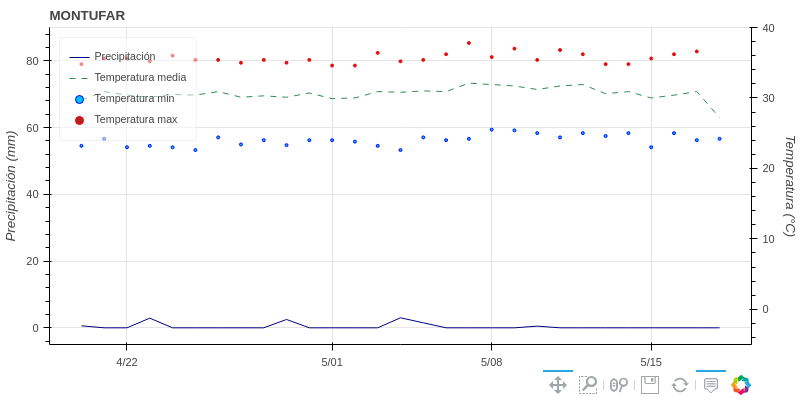 MONTUFAR
Precipitación
Temperatura media
Temperatura min
Temperatura max
Precipitación (mm)
80
60
40
20
0
Temperatura (°C)
40
30
20
10
0
4/22
5/01
5/08
5/15